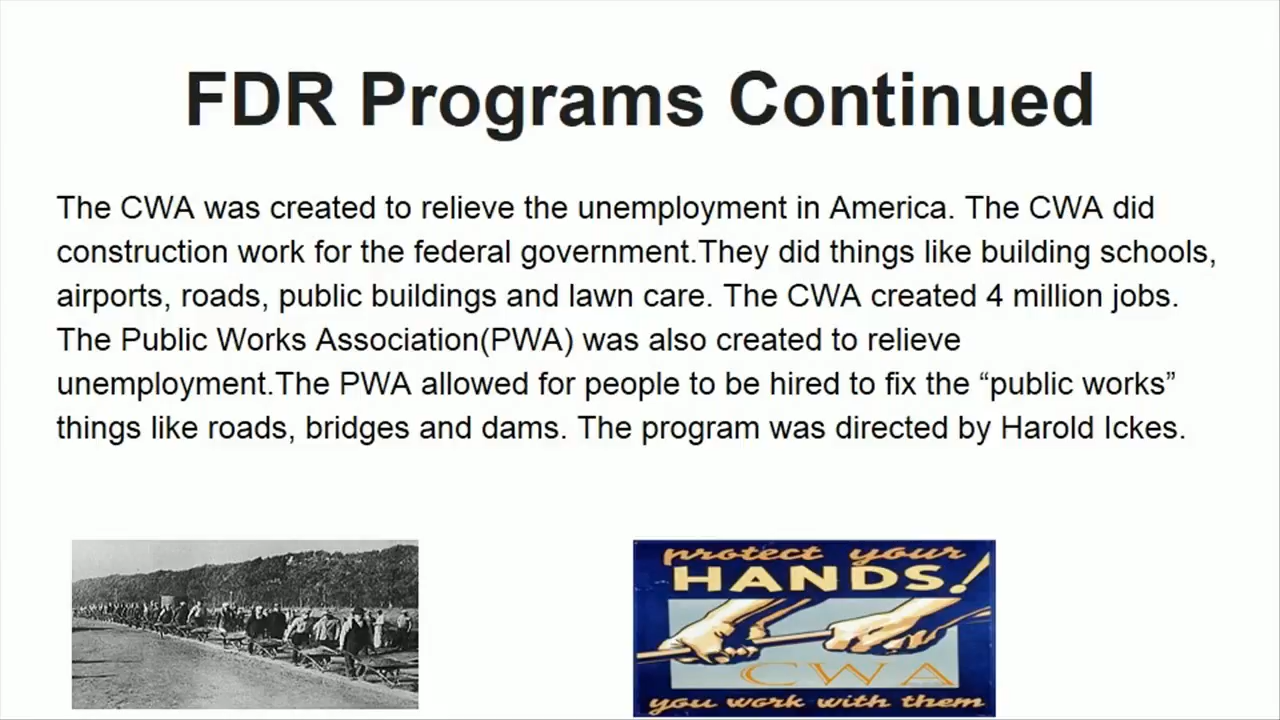 FDR Programs Continued
The CWA was created to relieve the unemployment in America. The CWA did
construction work for the federal government.They did things like building schools,
airports, roads, public buildings and lawn care. The CWA created 4 million jobs.
The Public Works Association(PWA) was also created to relieve
unemployment.The PWA allowed for people to be hired to fix the “public works”
things like roads, bridges and dams. The program was directed by Harold Ickes.
protect your
HANDS!
CWA
you work with them